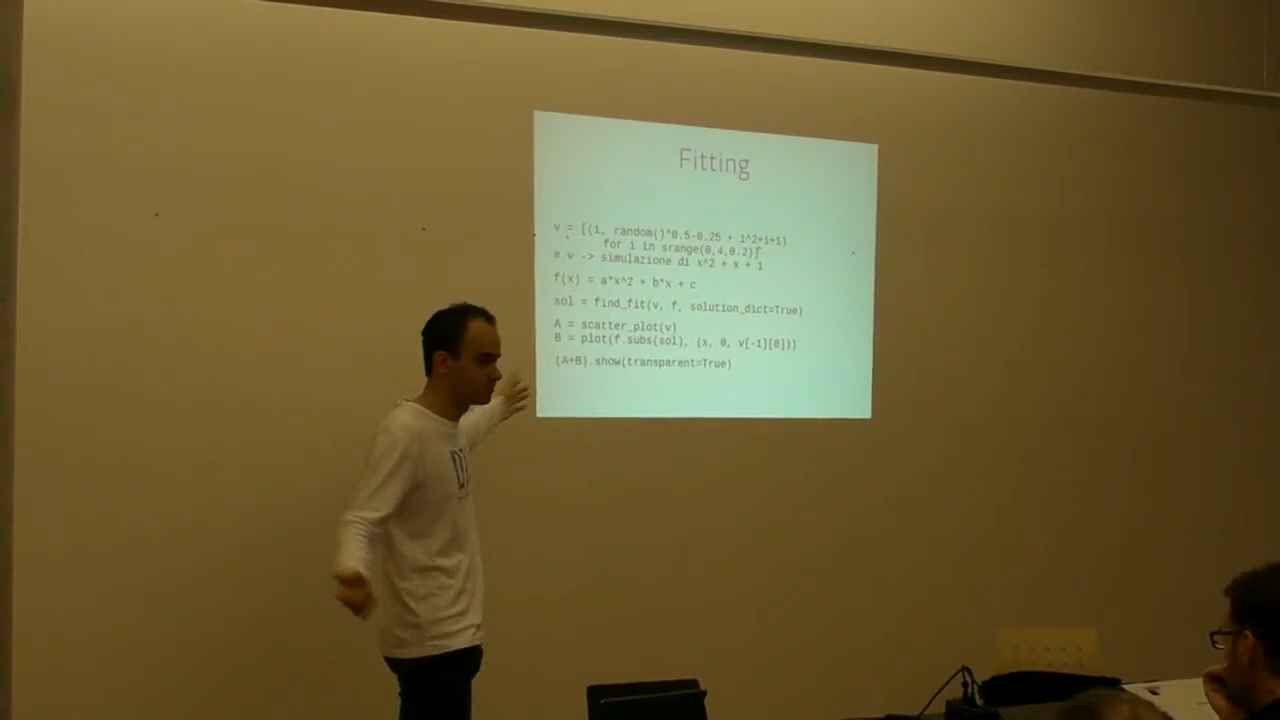 Fitting
v = [(i, random()*0.5-0.25 + i^2+i+1)
for i in srange(0,4,0.2)]
# v -> simulazione di x^2 + x + 1
f(x) = a*x^2 + b*x + c
sol = find_fit(v, f, solution_dict=True)
A = scatter_plot(v)
B = plot(f.subs(sol), (x, 0, v[-1][0]))
(A+B).show(transparent=True)